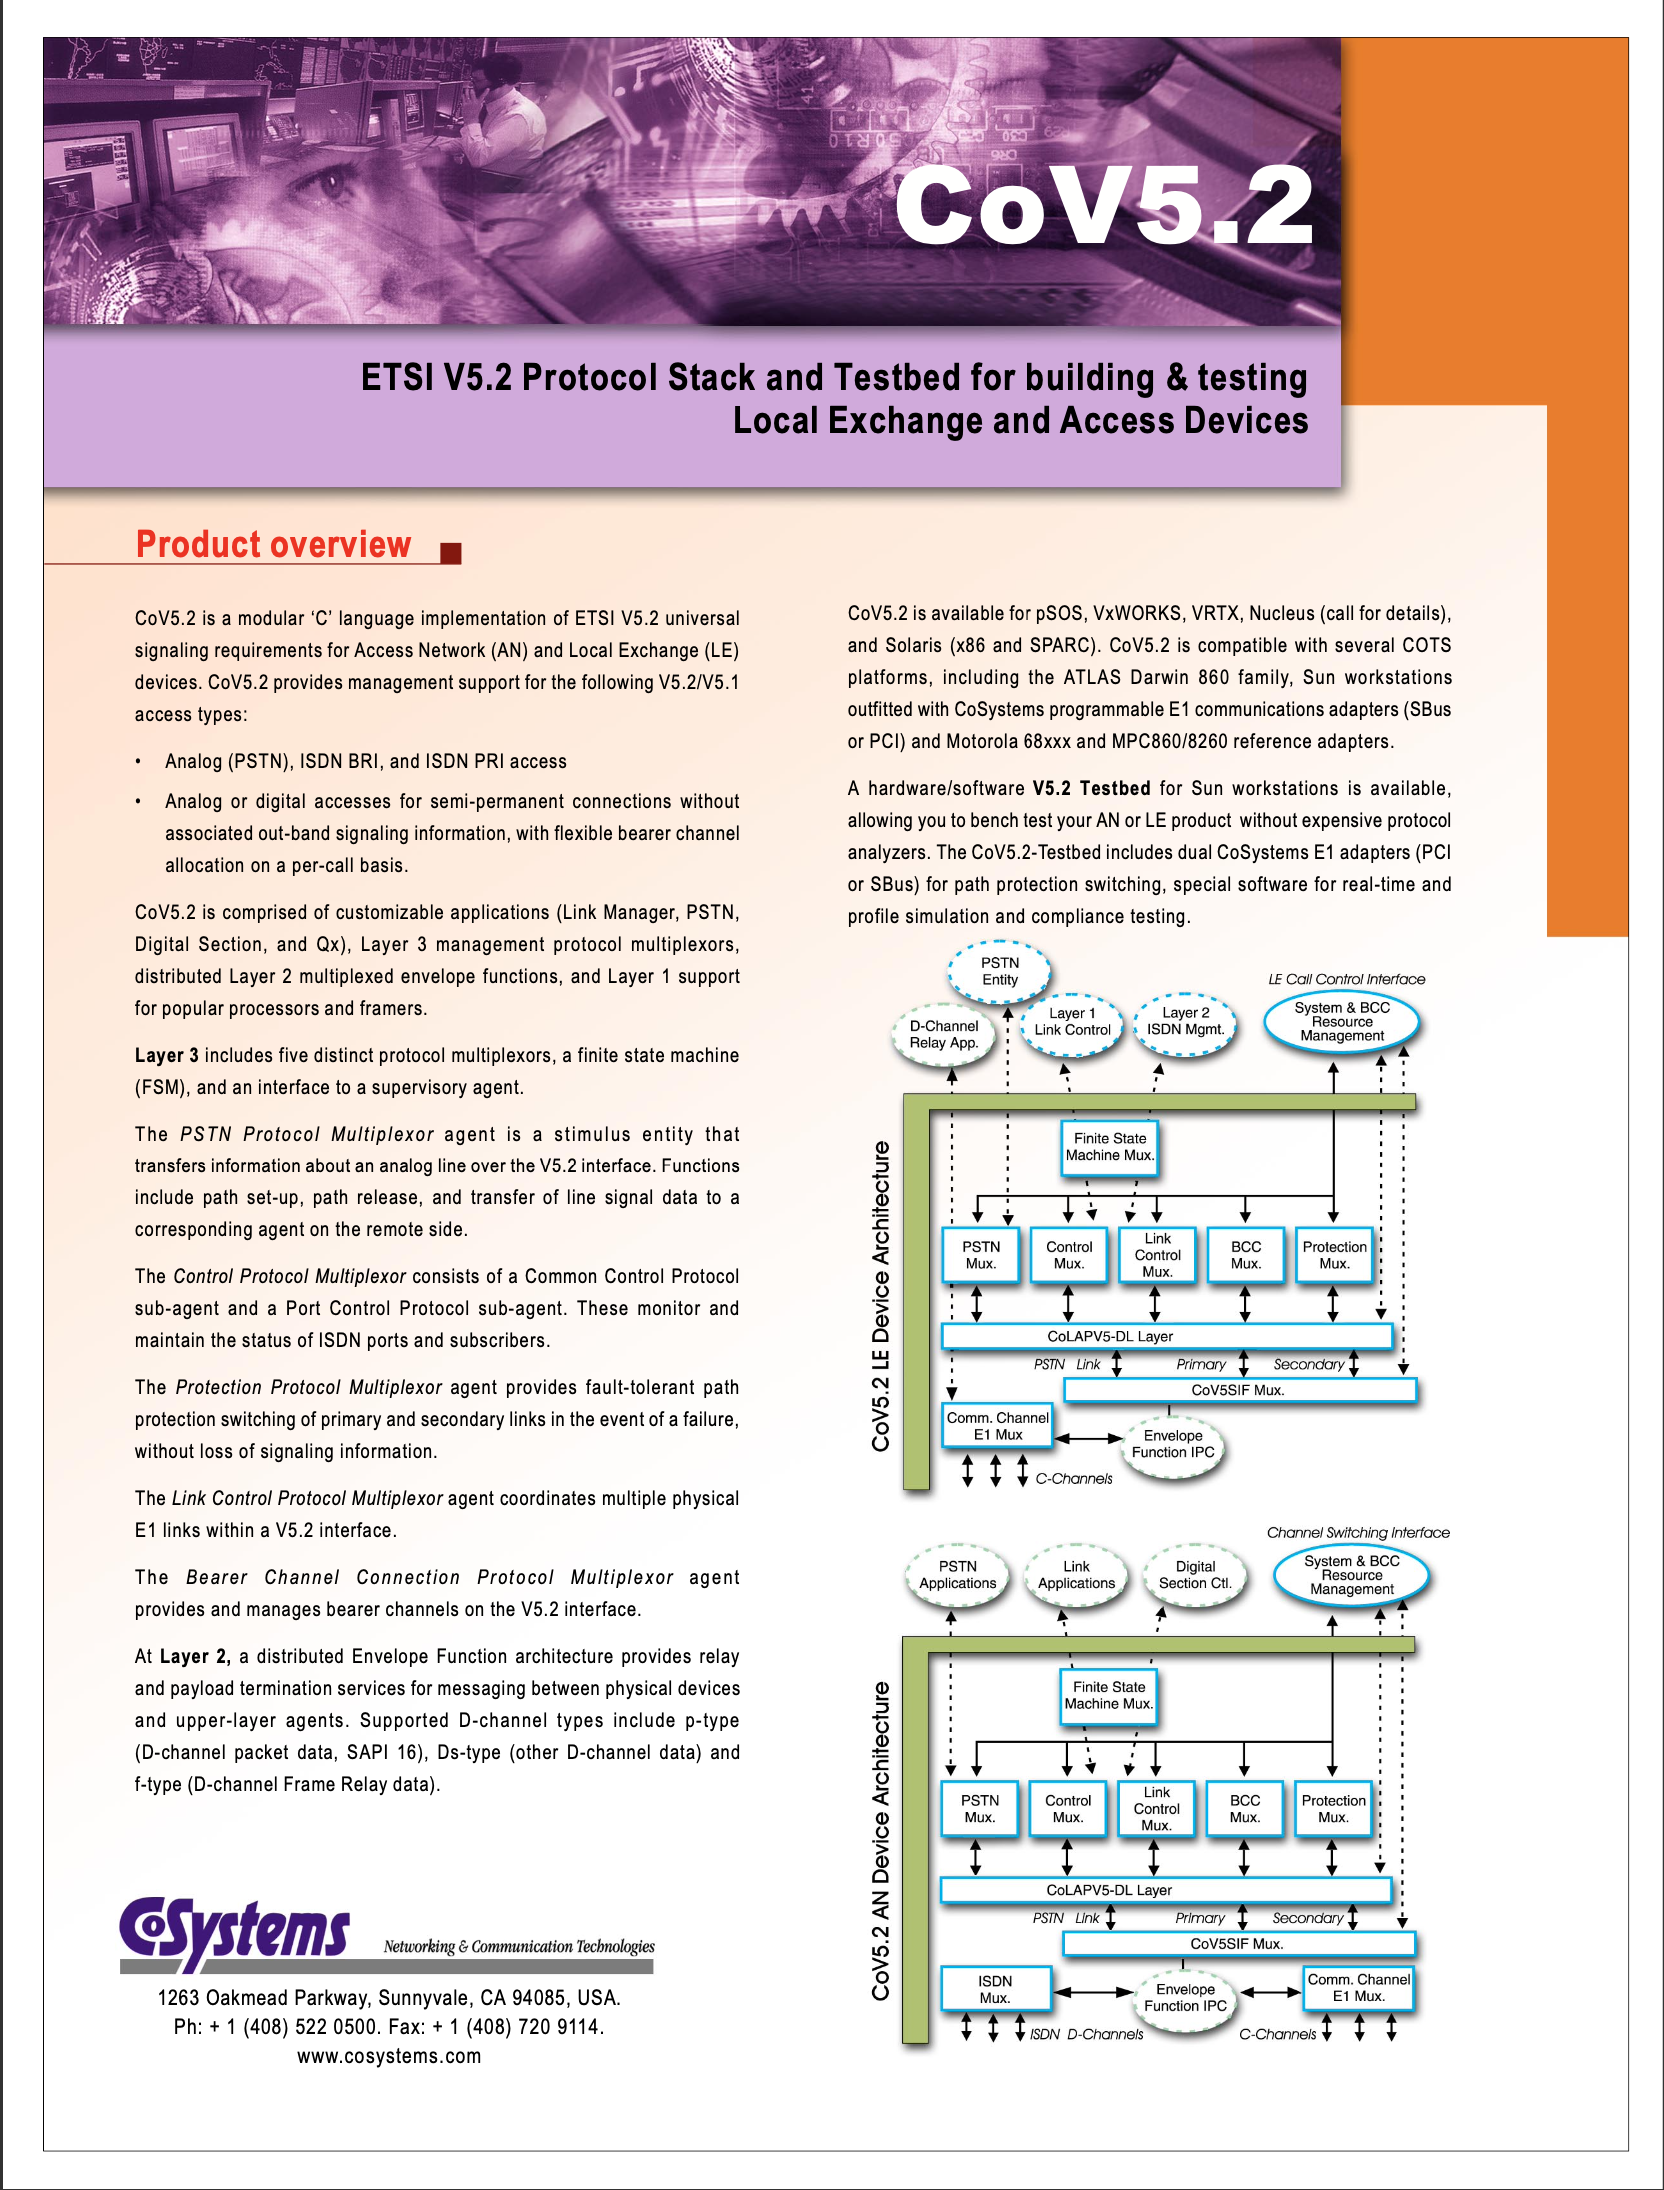 CoV5.2
ETSI V5.2 Protocol Stack and Testbed for building & testing
Local Exchange and Access Devices
Product overview
CoV5.2 is a modular ‘C’ language implementation of ETSI V5.2 universal
signaling requirements for Access Network (AN) and Local Exchange (LE)
devices. CoV5.2 provides management support for the following V5.2/V5.1
access types:
• Analog (PSTN), ISDN BRI, and ISDN PRI access
• Analog or digital accesses for semi-permanent connections without
associated out-band signaling information, with flexible bearer channel
allocation on a per-call basis.
CoV5.2 is comprised of customizable applications (Link Manager, PSTN,
Digital Section, and Qx), Layer 3 management protocol multiplexors,
distributed Layer 2 multiplexed envelope functions, and Layer 1 support
for popular processors and framers.
Layer 3 includes five distinct protocol multiplexors, a finite state machine
(FSM), and an interface to a supervisory agent.
The PSTN Protocol Multiplexor agent is a stimulus entity that
transfers information about an analog line over the V5.2 interface. Functions
include path set-up, path release, and transfer of line signal data to a
corresponding agent on the remote side.
The Control Protocol Multiplexor consists of a Common Control Protocol
sub-agent and a Port Control Protocol sub-agent. These monitor and
maintain the status of ISDN ports and subscribers.
The Protection Protocol Multiplexor agent provides fault-tolerant path
protection switching of primary and secondary links in the event of a failure,
without loss of signaling information.
The Link Control Protocol Multiplexor agent coordinates multiple physical
E1 links within a V5.2 interface.
The Bearer Channel Connection Protocol Multiplexor agent
provides and manages bearer channels on the V5.2 interface.
At Layer 2, a distributed Envelope Function architecture provides relay
and payload termination services for messaging between physical devices
and upper-layer agents. Supported D-channel types include p-type
(D-channel packet data, SAPI 16), Ds-type (other D-channel data) and
f-type (D-channel Frame Relay data).
CoSystems
Networking & Communication Technologies
1263 Oakmead Parkway, Sunnyvale, CA 94085, USA.
Ph: + 1 (408) 522 0500. Fax: + 1 (408) 720 9114.
www.cosystems.com
CoV5.2 is available for pSOS, VxWORKS, VRTX, Nucleus (call for details),
and Solaris (x86 and SPARC). CoV5.2 is compatible with several COTS
platforms, including the ATLAS Darwin 860 family, Sun workstations
outfitted with CoSystems programmable E1 communications adapters (SBus
or PCI) and Motorola 68xxx and MPC860/8260 reference adapters.
A hardware/software V5.2 Testbed for Sun workstations is available,
allowing you to bench test your AN or LE product without expensive protocol
analyzers. The CoV5.2-Testbed includes dual CoSystems E1 adapters (PCI
or SBus) for path protection switching, special software for real-time and
profile simulation and compliance testing.
CoV5.2 LE Device Architecture
PSTN
Entity
LE Call Control Interface
D-Channel
Relay App.
Layer 1
Link Control
Layer 2
ISDN Mgmt.
System & BCC
Resource
Management
Finite State
Machine Mux.
PSTN
Mux.
Control
Mux.
Link
Control
Mux.
BCC
Mux.
Protection
Mux.
CoLAPV5-DL Layer
PSTN Link Primary Secondary
CoV5SIF Mux.
Comm. Channel
E1 Mux
Envelope
Function IPC
C-Channels
CoV5.2 AN Device Architecture
Channel Switching Interface
PSTN
Applications
Link
Applications
Digital
Section Ctl.
System & BCC
Resource
Management
Finite State
Machine Mux.
PSTN
Mux.
Control
Mux.
Link
Control
Mux.
BCC
Mux.
Protection
Mux.
CoLAPV5-DL Layer
PSTN Link Primary Secondary
CoV5SIF Mux.
ISDN
Mux.
Envelope
Function IPC
Comm. Channel
E1 Mux.
ISDN D-Channels
C-Channels